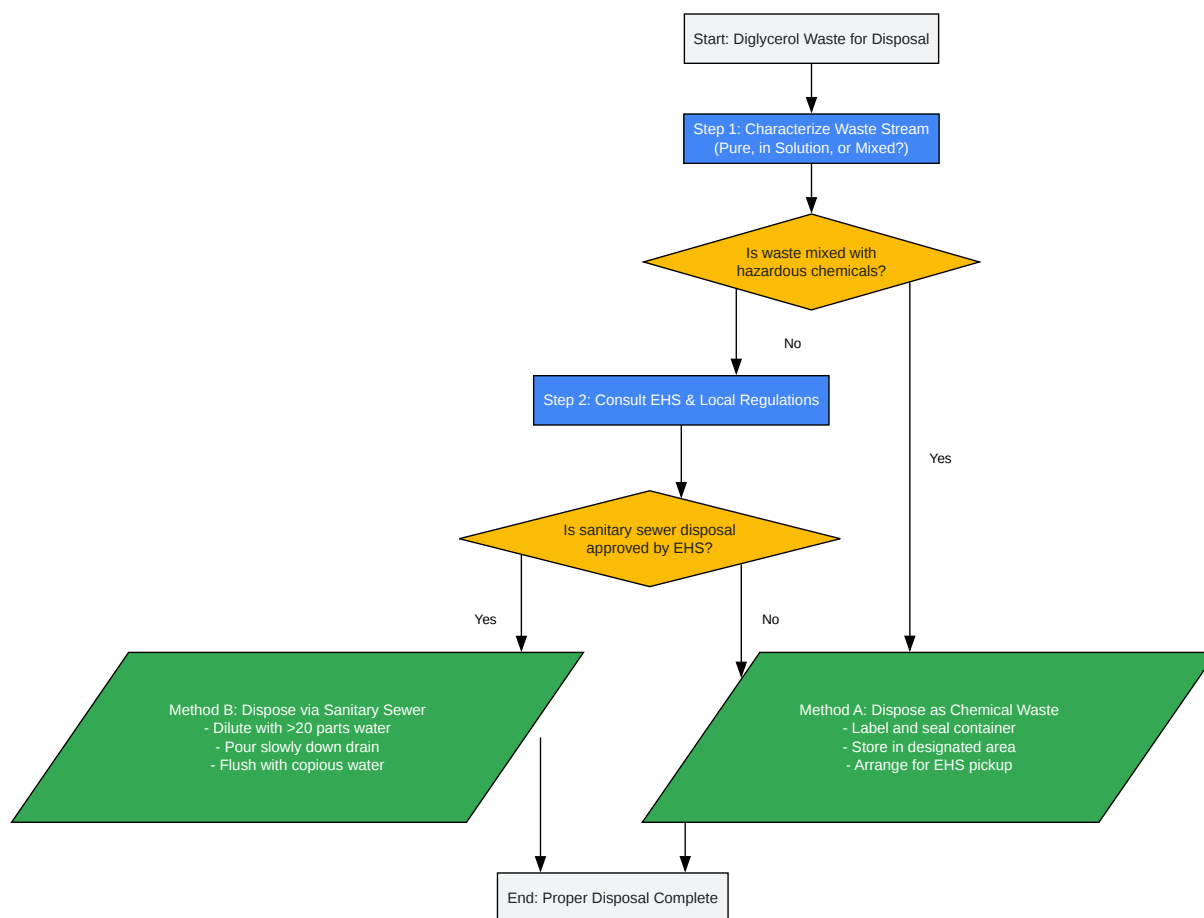 Start: Diglycerol Waste for Disposal
Step 1: Characterize Waste Stream
(Pure, in Solution, or Mixed?)
Is waste mixed with
hazardous chemicals?
No
Step 2: Consult EHS & Local Regulations
Yes
Is sanitary sewer disposal
approved by EHS?
Yes
No
Method B: Dispose via Sanitary Sewer
- Dilute with >20 parts water
- Pour slowly down drain
- Flush with copious water
Method A: Dispose as Chemical Waste
- Label and seal container
- Store in designated area
- Arrange for EHS pickup
End: Proper Disposal Complete